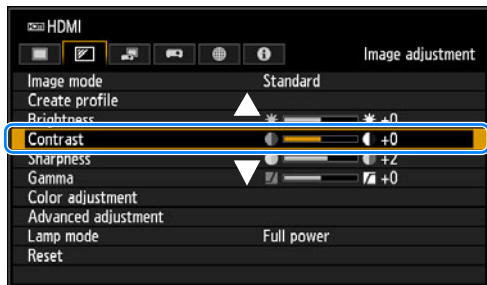 HDMI HDMI
Image adjustment
Image mode Standard
Create profile
Brightness +0
Contrast +0
Sharpness +2
Gamma +0
Color adjustment
Advanced adjustment
Lamp mode Full power
Reset